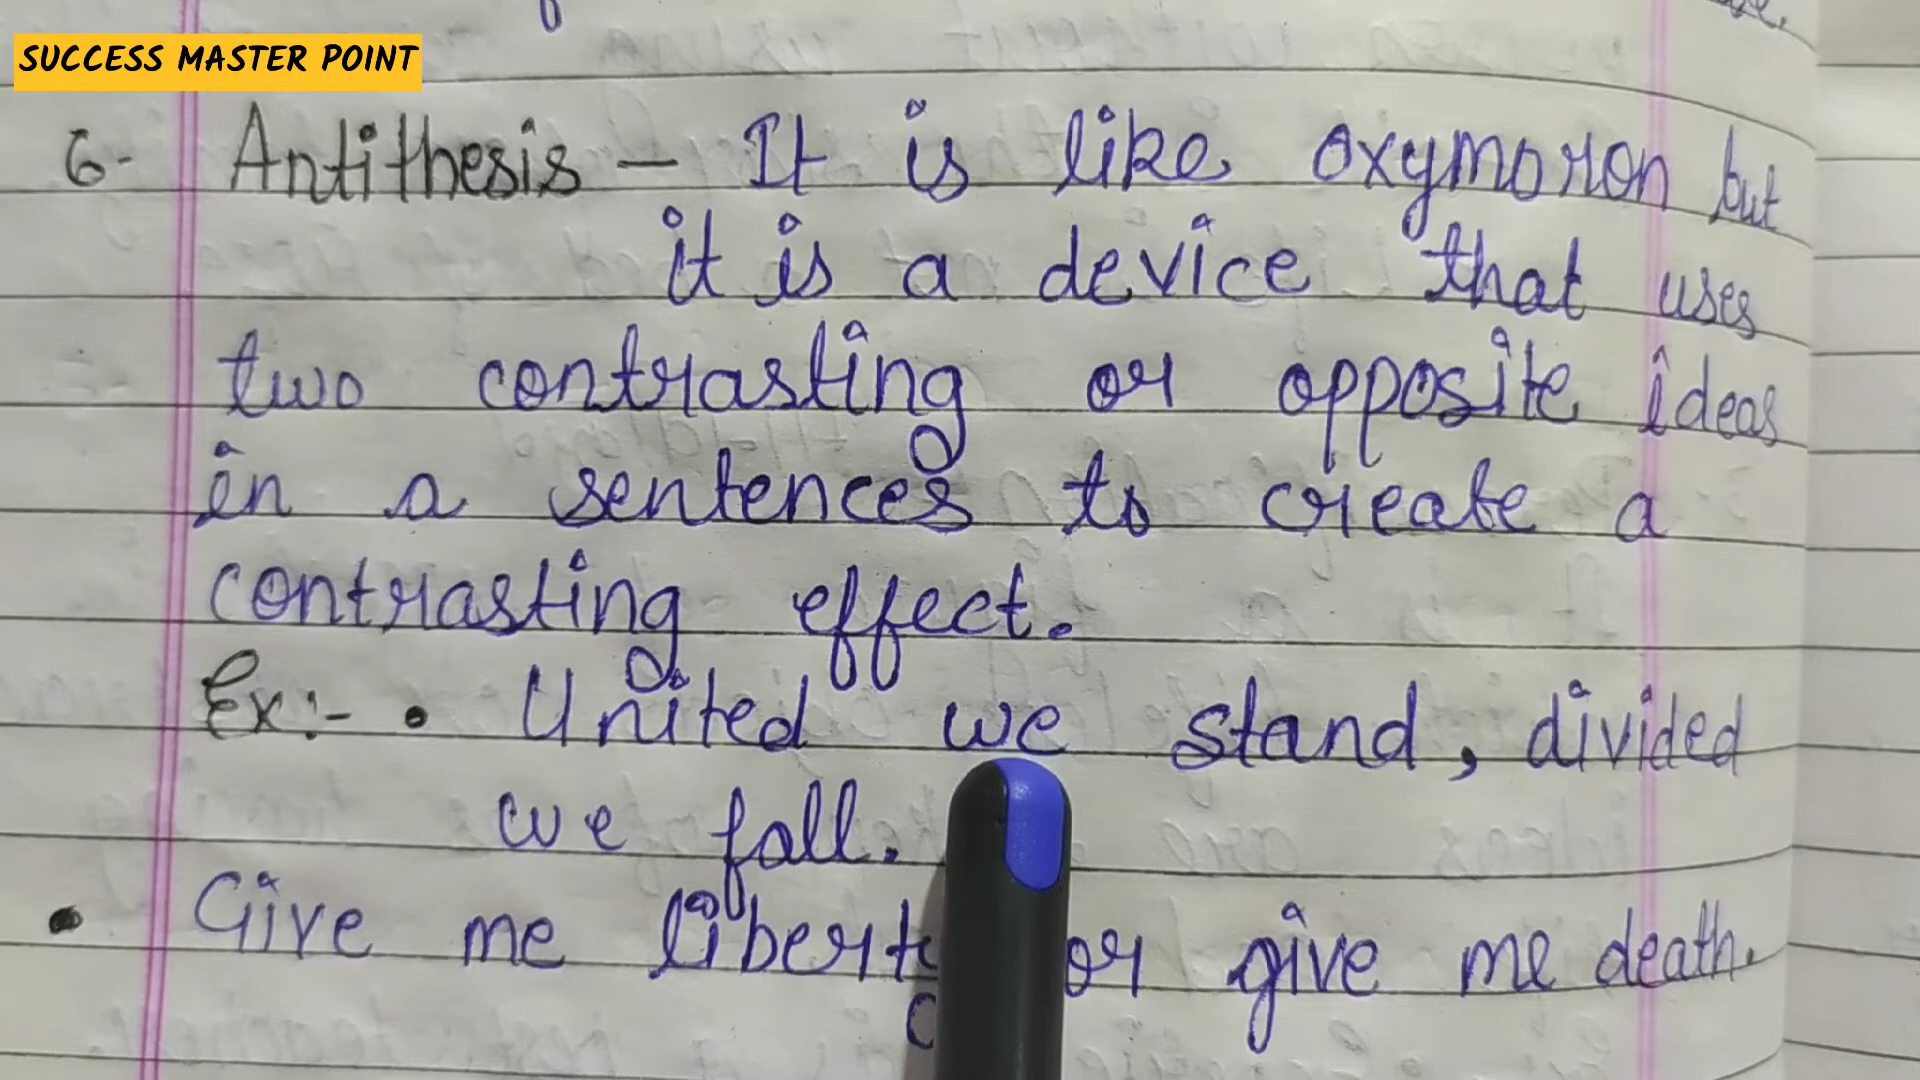 SUCCESS MASTER POINT
6- Antithesis - It is like oxymoron but
it is a device that uses
two contrasting or opposite ideas
in a sentences to create a
contrasting effect.
Ex:- • United we stand, divided
we fall.
• Give me or give me death.